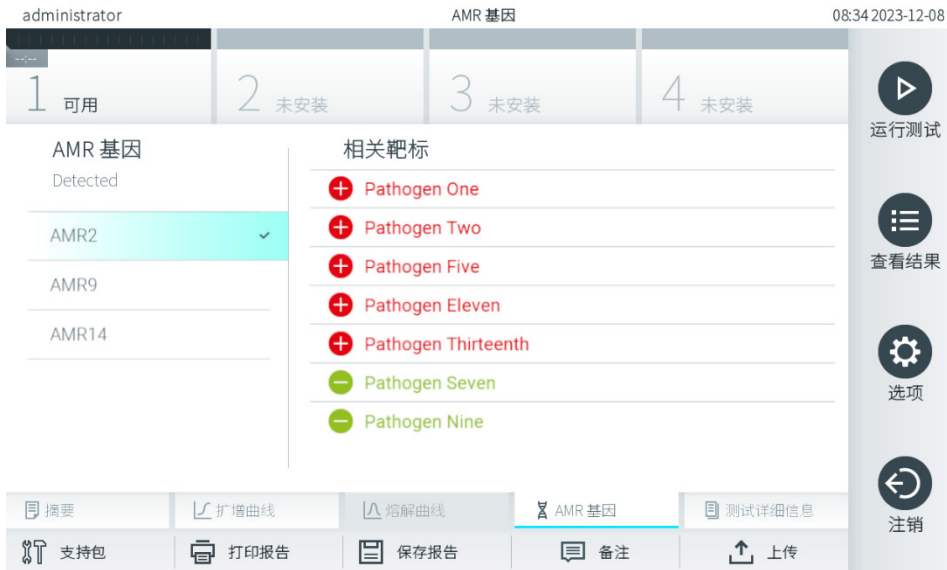 administrator
AMR 基因
08:34 2023-12-08
--:--
1 可用
2 未安装
3 未安装
4 未安装
运行测试
AMR 基因
Detected
AMR2
AMR9
AMR14
相关靶标
Pathogen One
Pathogen Two
Pathogen Five
Pathogen Eleven
Pathogen Thirteenth
Pathogen Seven
Pathogen Nine
查看结果
选项
注销
摘要
扩增曲线
熔解曲线
AMR 基因
测试详细信息
支持包
打印报告
保存报告
备注
上传